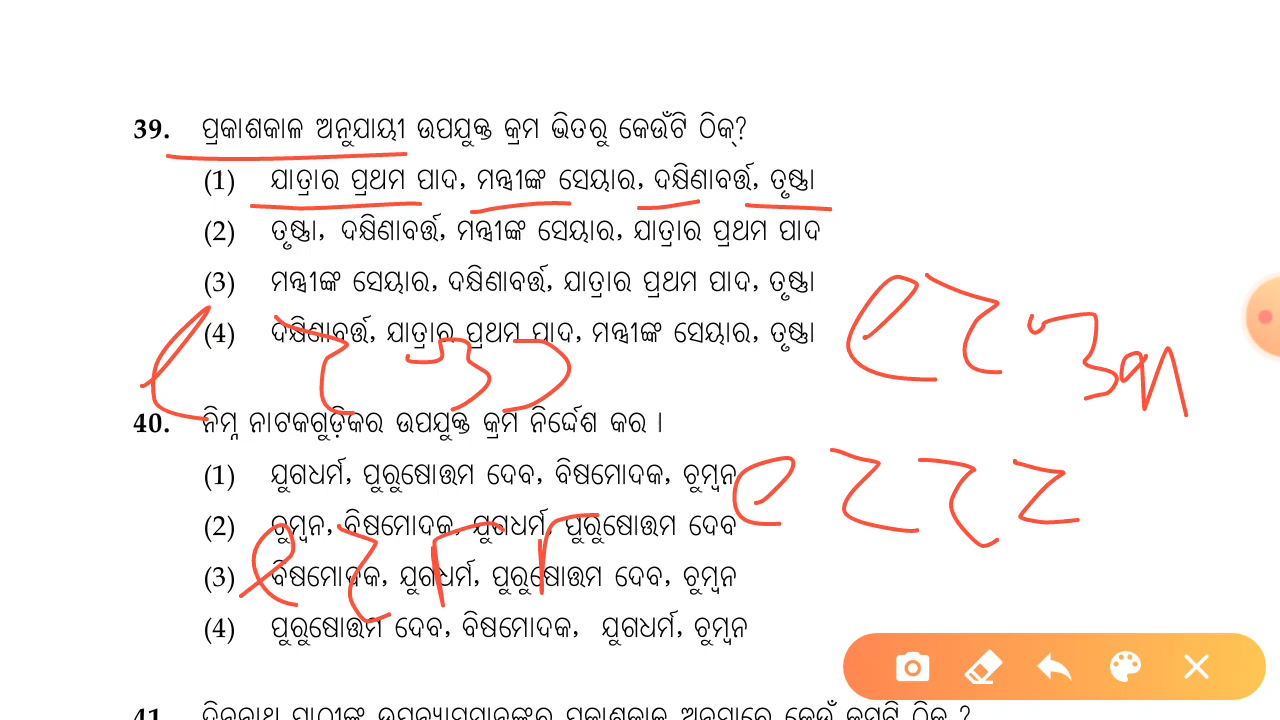 39. ପ୍ରକାଶକାଳ ଅନୁଯାୟୀ ଉପଯୁକ୍ତ କ୍ରମ ଭିତରୁ କେଉଁଟି ଠିକ୍?
(1) ଯାତ୍ରାର ପ୍ରଥମ ପାଦ, ମନ୍ତ୍ରୀଙ୍କ ସେୟାର, ଦକ୍ଷିଣାବର୍ତ୍ତ, ତୃଷ୍ଣା
(2) ତୃଷ୍ଣା, ଦକ୍ଷିଣାବର୍ତ୍ତ, ମନ୍ତ୍ରୀଙ୍କ ସେୟାର, ଯାତ୍ରାର ପ୍ରଥମ ପାଦ
(3) ମନ୍ତ୍ରୀଙ୍କ ସେୟାର, ଦକ୍ଷିଣାବର୍ତ୍ତ, ଯାତ୍ରାର ପ୍ରଥମ ପାଦ, ତୃଷ୍ଣା
(4) ଦକ୍ଷିଣାବର୍ତ୍ତ, ଯାତ୍ରାର ପ୍ରଥମ ପାଦ, ମନ୍ତ୍ରୀଙ୍କ ସେୟାର, ତୃଷ୍ଣା
40. ନିମ୍ନ ନାଟକଗୁଡ଼ିକର ଉପଯୁକ୍ତ କ୍ରମ ନିର୍ଦ୍ଦେଶ କର ।
(1) ଯୁଗଧର୍ମ, ପୁରୁଷୋତ୍ତମ ଦେବ, ବିଷମୋଦକ, ଚୁମ୍ବନ
(2) ଚୁମ୍ବନ, ବିଷମୋଦକ, ଯୁଗଧର୍ମ, ପୁରୁଷୋତ୍ତମ ଦେବ
(3) ବିଷମୋଦକ, ଯୁଗଧର୍ମ, ପୁରୁଷୋତ୍ତମ ଦେବ, ଚୁମ୍ବନ
(4) ପୁରୁଷୋତ୍ତମ ଦେବ, ବିଷମୋଦକ, ଯୁଗଧର୍ମ, ଚୁମ୍ବନ